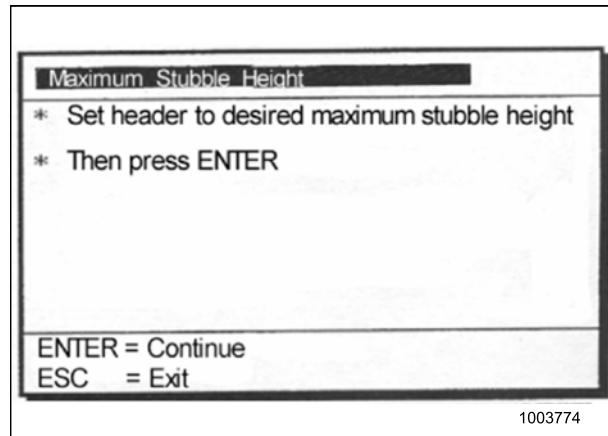 Maximum Stubble Height
* Set header to desired maximum stubble height
* Then press ENTER
ENTER = Continue
ESC = Exit
1003774